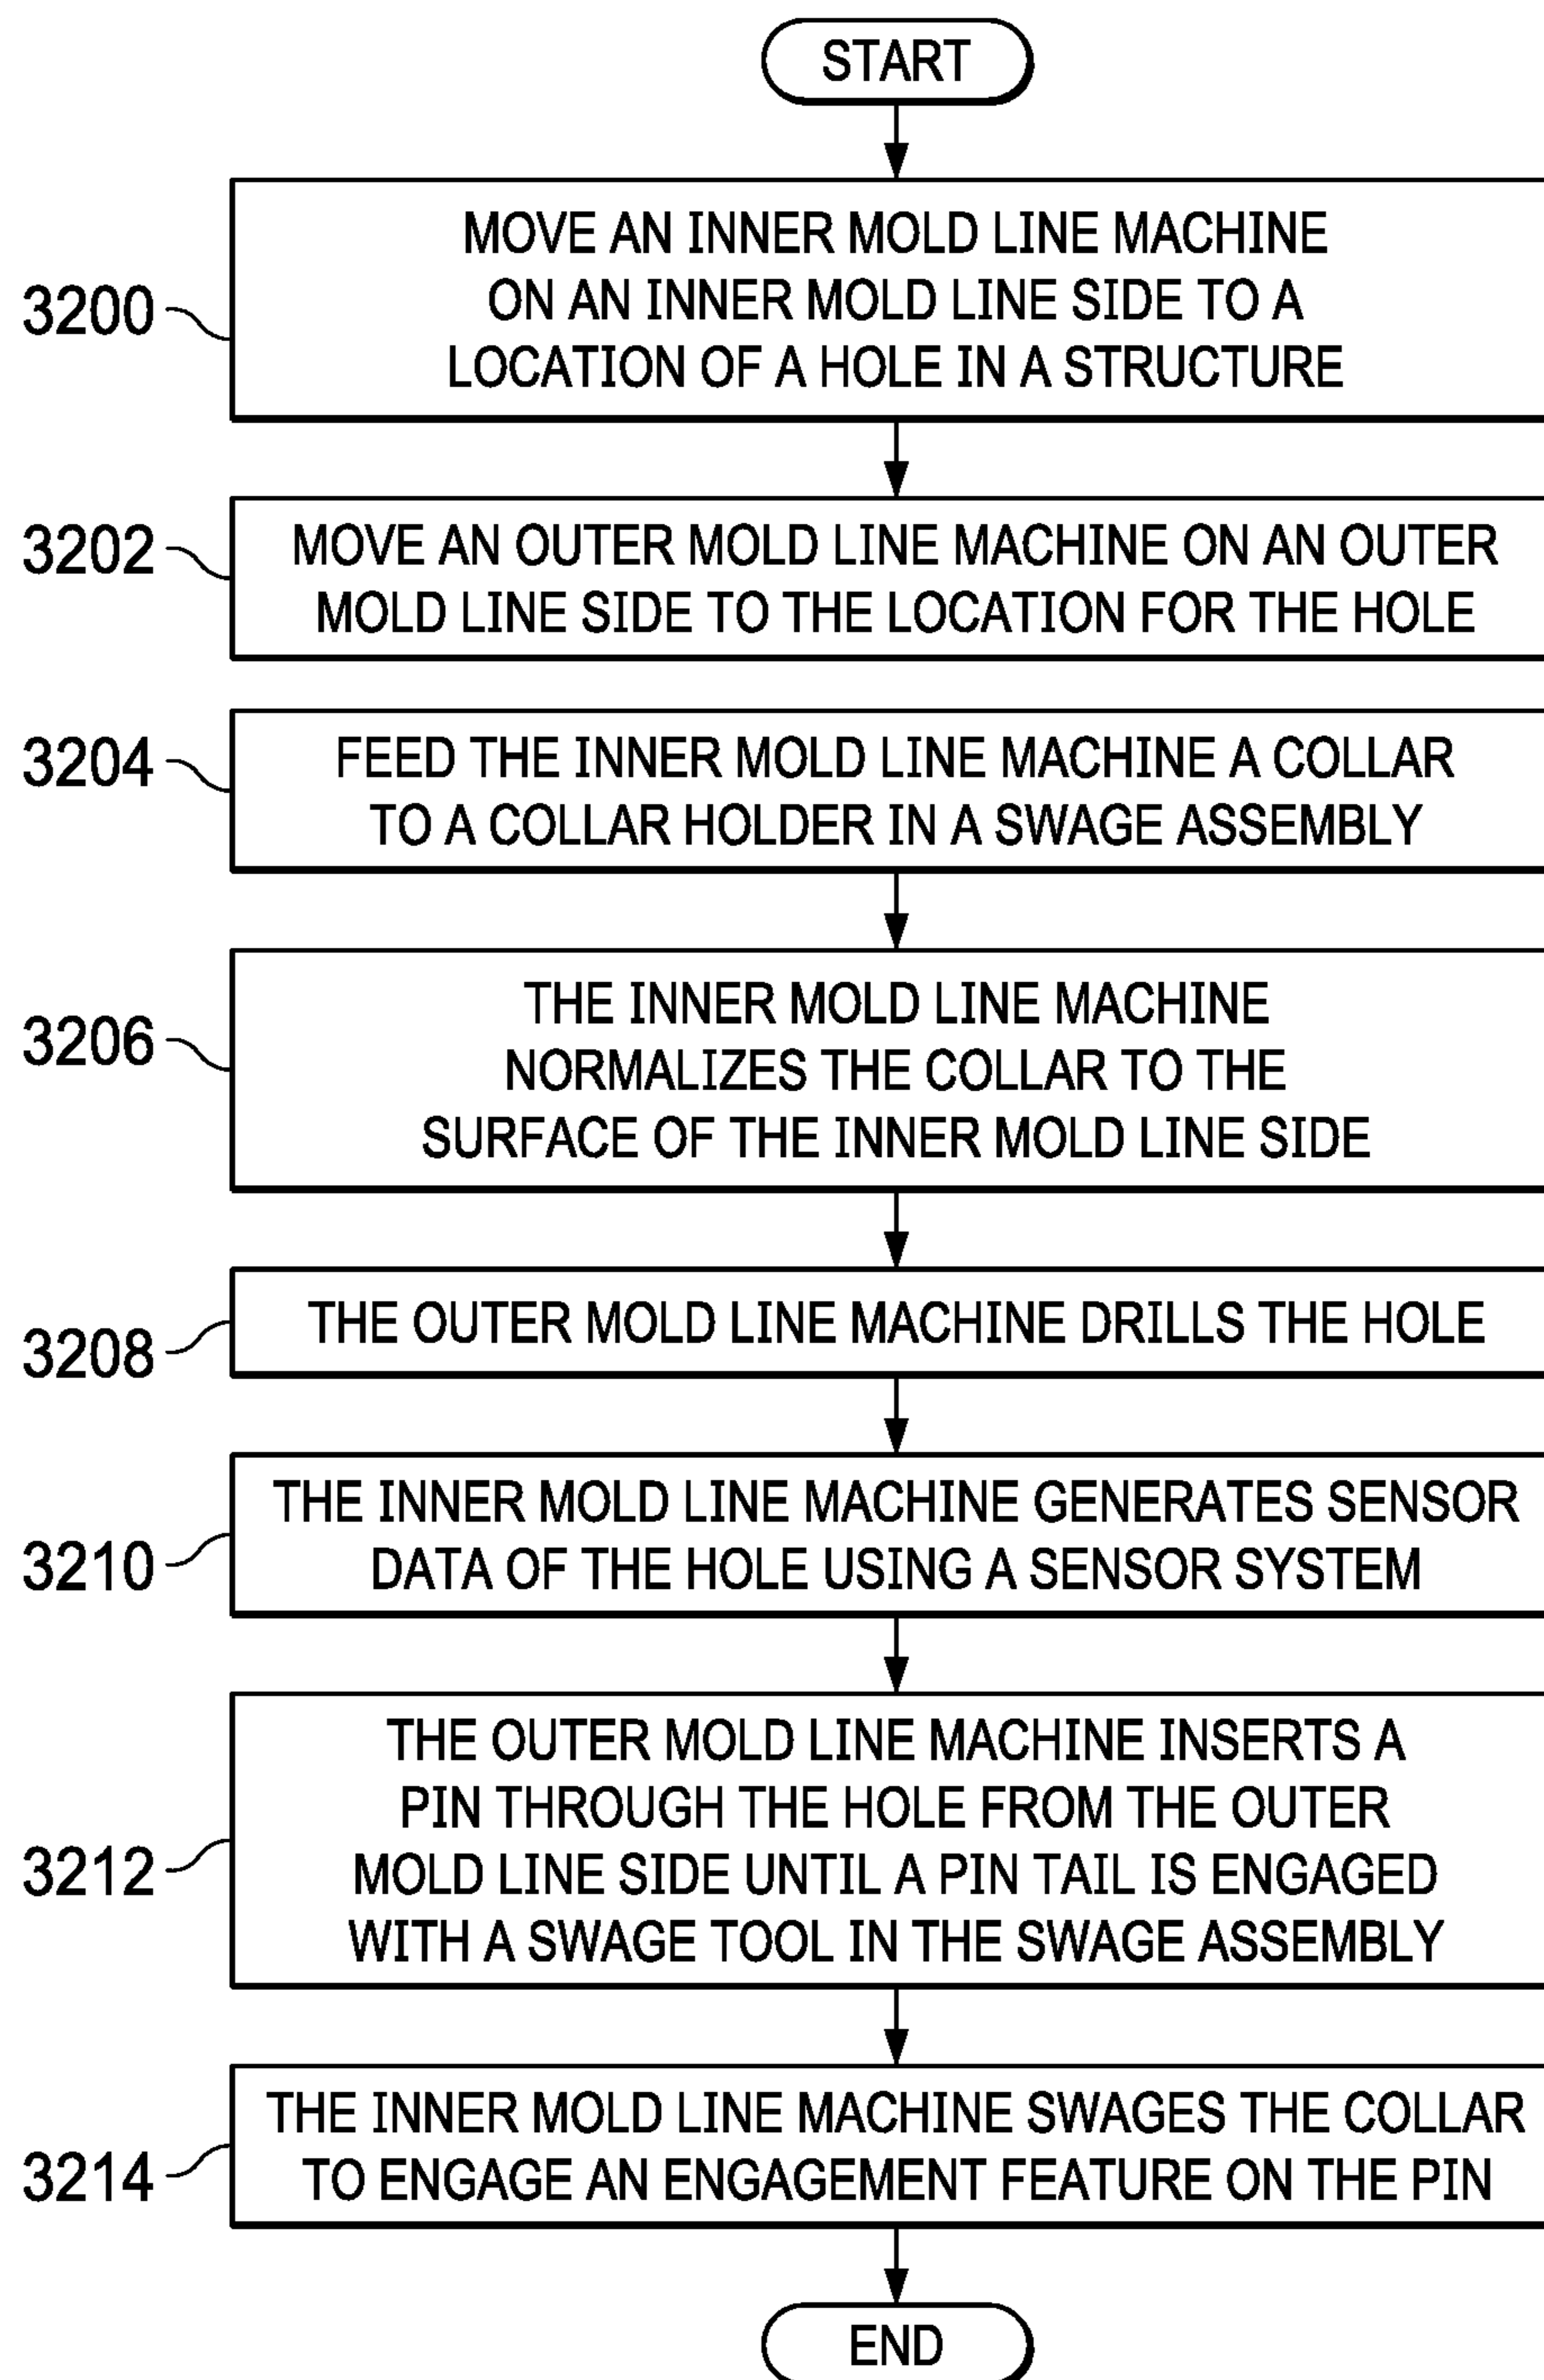 START
3200
MOVE AN INNER MOLD LINE MACHINE
ON AN INNER MOLD LINE SIDE TO A
LOCATION OF A HOLE IN A STRUCTURE
3202
MOVE AN OUTER MOLD LINE MACHINE ON AN OUTER
MOLD LINE SIDE TO THE LOCATION FOR THE HOLE
3204
FEED THE INNER MOLD LINE MACHINE A COLLAR
TO A COLLAR HOLDER IN A SWAGE ASSEMBLY
3206
THE INNER MOLD LINE MACHINE
NORMALIZES THE COLLAR TO THE
SURFACE OF THE INNER MOLD LINE SIDE
3208
THE OUTER MOLD LINE MACHINE DRILLS THE HOLE
3210
THE INNER MOLD LINE MACHINE GENERATES SENSOR
DATA OF THE HOLE USING A SENSOR SYSTEM
3212
THE OUTER MOLD LINE MACHINE INSERTS A
PIN THROUGH THE HOLE FROM THE OUTER
MOLD LINE SIDE UNTIL A PIN TAIL IS ENGAGED
WITH A SWAGE TOOL IN THE SWAGE ASSEMBLY
3214
THE INNER MOLD LINE MACHINE SWAGES THE COLLAR
TO ENGAGE AN ENGAGEMENT FEATURE ON THE PIN
END